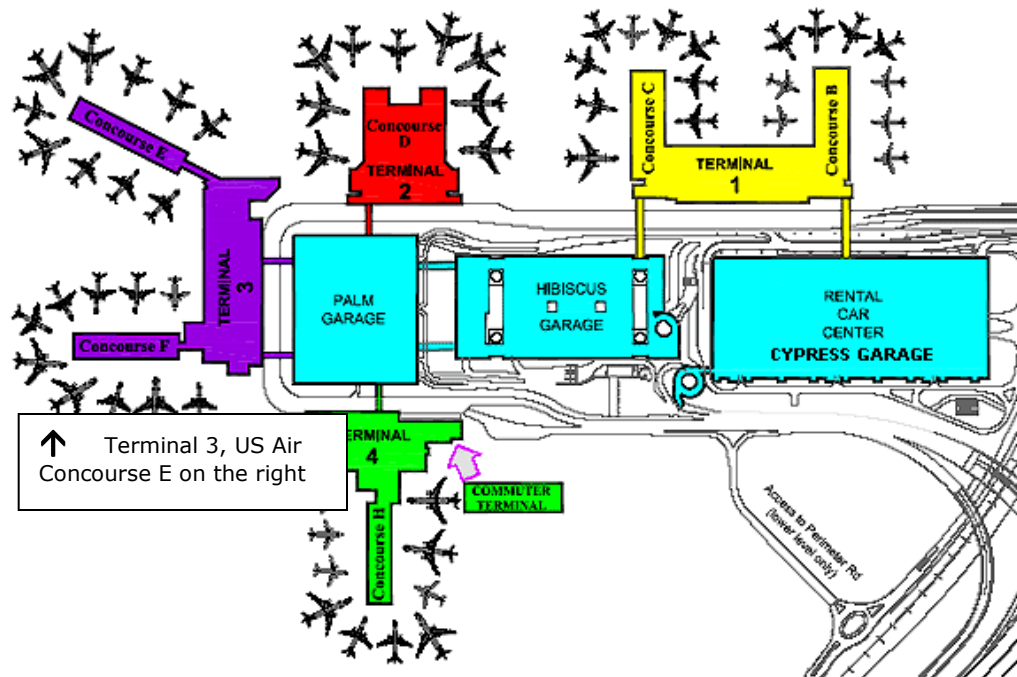 Concourse E
Concourse
D
TERMINAL
2
Concourse C
Concourse B
TERMINAL
1
TERMINAL
3
Concourse F
PALM
GARAGE
HIBISCUS
GARAGE
RENTAL
CAR
CENTER
CYPRESS GARAGE
↑ Terminal 3, US Air
Concourse E on the right
ERMINAL
4
Concourse H
COMMUTER
TERMINAL
Access to Perimeter Rd
(lower level only)